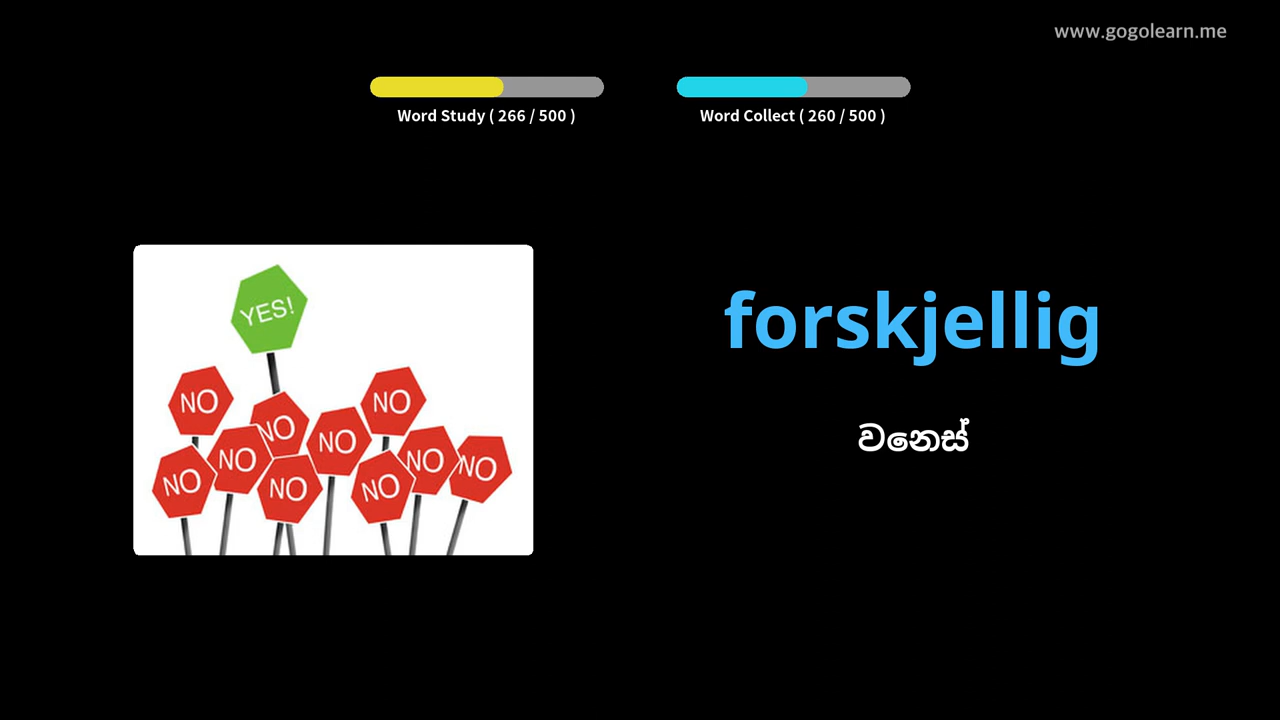 www.gogolearn.me
Word Study ( 266 / 500 )
Word Collect ( 260 / 500 )
YES!
NO
NO
NO
NO
NO
NO
NO
NO
NO
NO
forskjellig
වෙනස්